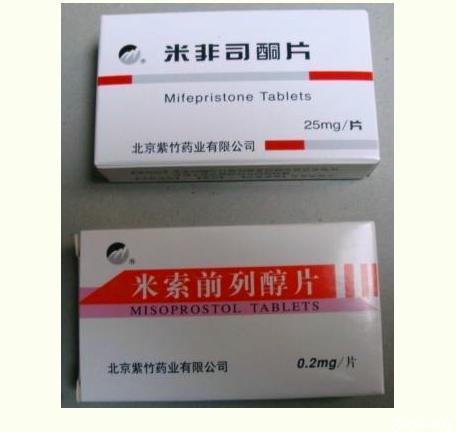 米非司酮片
Mifepristone Tablets
25mg/片
北京紫竹药业有限公司
米索前列醇片
MISOPROSTOL TABLETS
北京紫竹药业有限公司
0.2mg/片